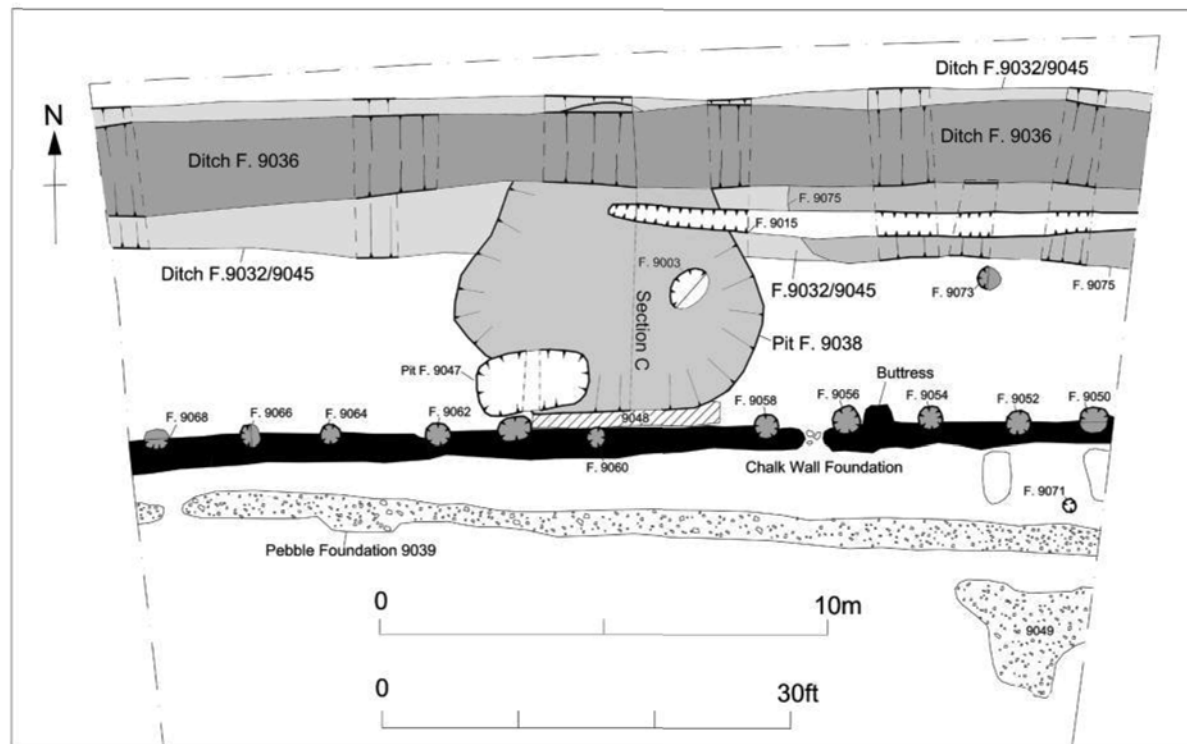 Ditch F.9032/9045
N
Ditch F. 9036
Ditch F. 9036
F. 9075
F. 9015
Ditch F.9032/9045
F. 9003
F.9032/9045
F. 9073
F. 9075
Section C
Pit F. 9038
Pit F. 9047
Buttress
F. 9068
F. 9066
F. 9064
F. 9062
9048
F. 9058
F. 9056
F. 9054
F. 9052
F. 9050
F. 9060
Chalk Wall Foundation
F. 9071
Pebble Foundation 9039
0
10m
9049
0
30ft